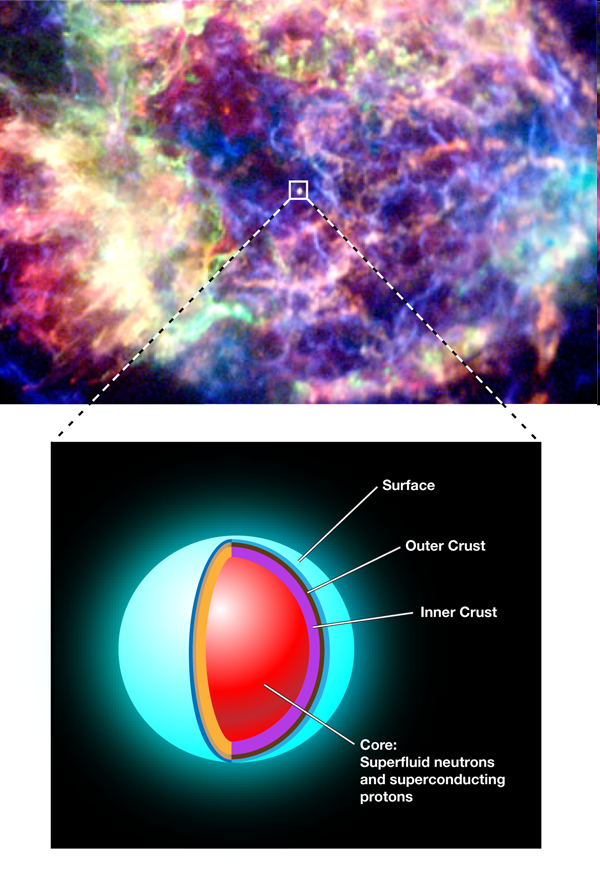 Surface
Outer Crust
Inner Crust
Core:
Superfluid neutrons
and superconducting
protons